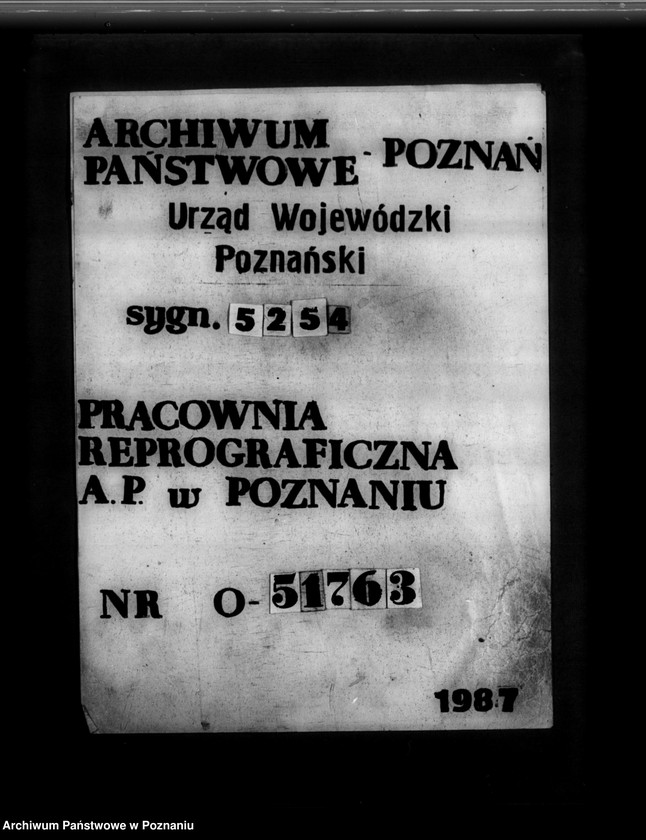 ARCHIWUM
PAŃSTWOWE - POZNAŃ
Urząd Wojewódzki
Poznański
sygn. 5254
PRACOWNIA
REPROGRAFICZNA
A.P. w POZNANIU
NR O-51763
1987
Archiwum Państwowe w Poznaniu